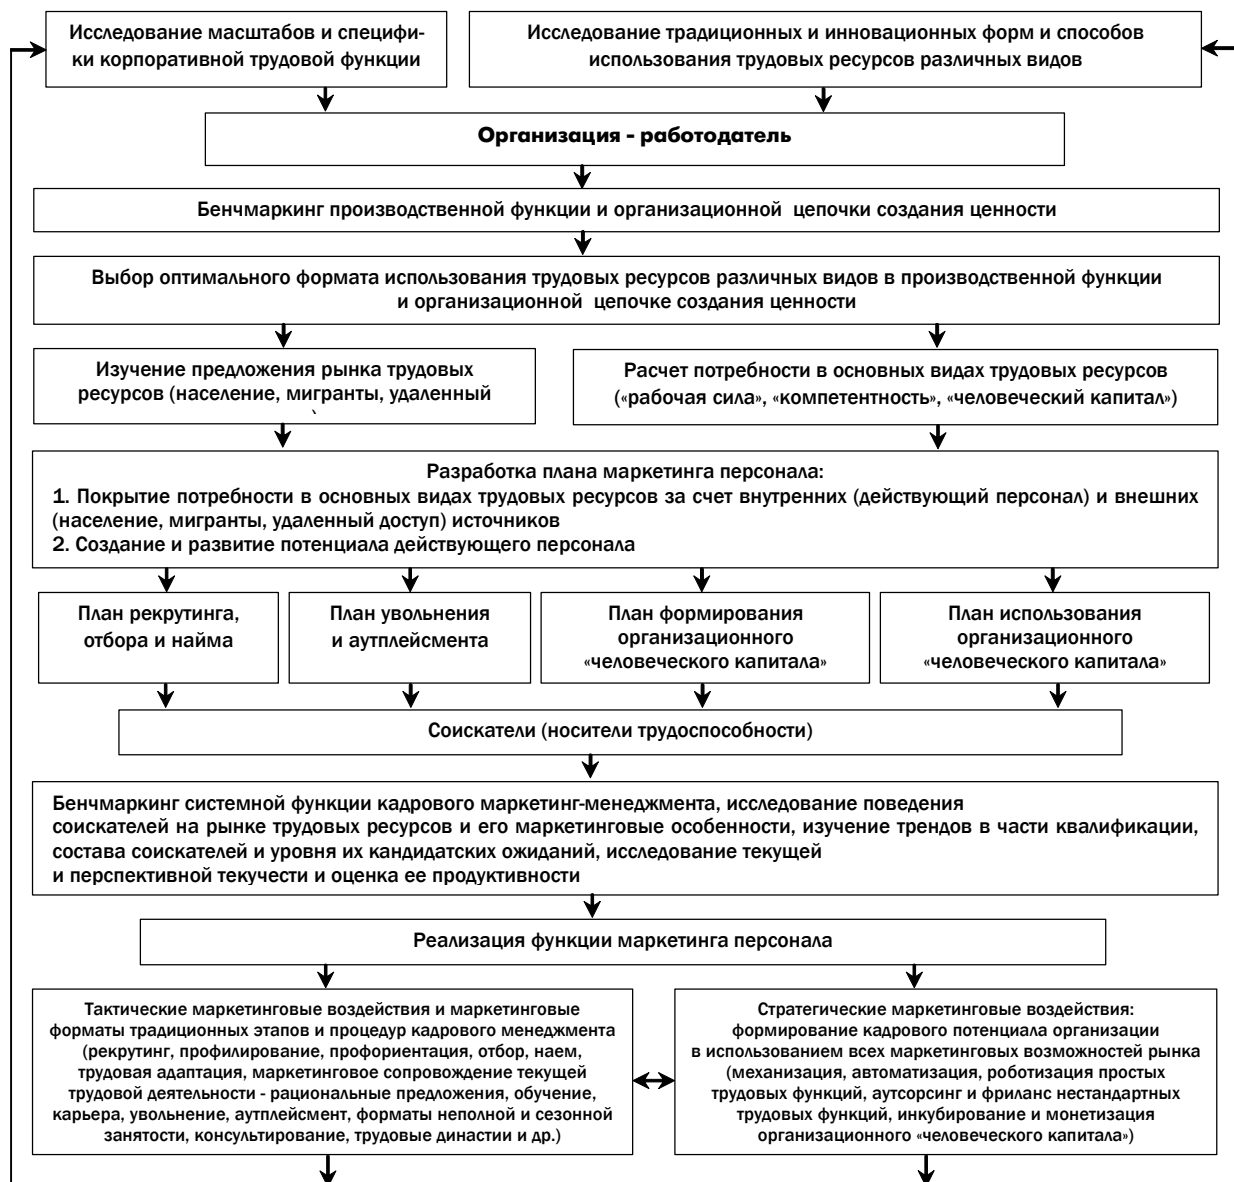 Исследование масштабов и специфи-
ки корпоративной трудовой функции
Исследование традиционных и инновационных форм и способов
использования трудовых ресурсов различных видов
Организация - работодатель
Бенчмаркинг производственной функции и организационной цепочки создания ценности
Выбор оптимального формата использования трудовых ресурсов различных видов в производственной функции
и организационной цепочке создания ценности
Изучение предложения рынка трудовых
ресурсов (население, мигранты, удаленный
Расчет потребности в основных видах трудовых ресурсов
(«рабочая сила», «компетентность», «человеческий капитал»)
Разработка плана маркетинга персонала:
1. Покрытие потребности в основных видах трудовых ресурсов за счет внутренних (действующий персонал) и внешних
(население, мигранты, удаленный доступ) источников
2. Создание и развитие потенциала действующего персонала
План рекрутинга,
отбора и найма
План увольнения
и аутплейсмента
План формирования
организационного
«человеческого капитала»
План использования
организационного
«человеческого капитала»
Соискатели (носители трудоспособности)
Бенчмаркинг системной функции кадрового маркетинг-менеджмента, исследование поведения
соискателей на рынке трудовых ресурсов и его маркетинговые особенности, изучение трендов в части квалификации,
состава соискателей и уровня их кандидатских ожиданий, исследование текущей
и перспективной текучести и оценка ее продуктивности
Реализация функции маркетинга персонала
Тактические маркетинговые воздействия и маркетинговые
форматы традиционных этапов и процедур кадрового менеджмента
(рекрутинг, профилирование, профориентация, отбор, наем,
трудовая адаптация, маркетинговое сопровождение текущей
трудовой деятельности - рациональные предложения, обучение,
карьера, увольнение, аутплейсмент, форматы неполной и сезонной
занятости, консультирование, трудовые династии и др.)
Стратегические маркетинговые воздействия:
формирование кадрового потенциала организации
в использованием всех маркетинговых возможностей рынка
(механизация, автоматизация, роботизация простых
трудовых функций, аутсорсинг и фриланс нестандартных
трудовых функций, инкубирование и монетизация
организационного «человеческого капитала»)